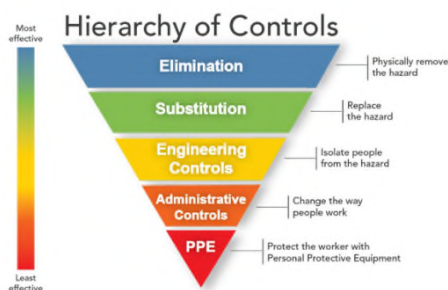 Hierarchy of Controls
Most
effective
Elimination
Physically remove
the hazard
Substitution
Replace
the hazard
Engineering
Controls
Isolate people
from the hazard
Administrative
Controls
Change the way
people work
PPE
Protect the worker with
Personal Protective Equipment
Least
effective